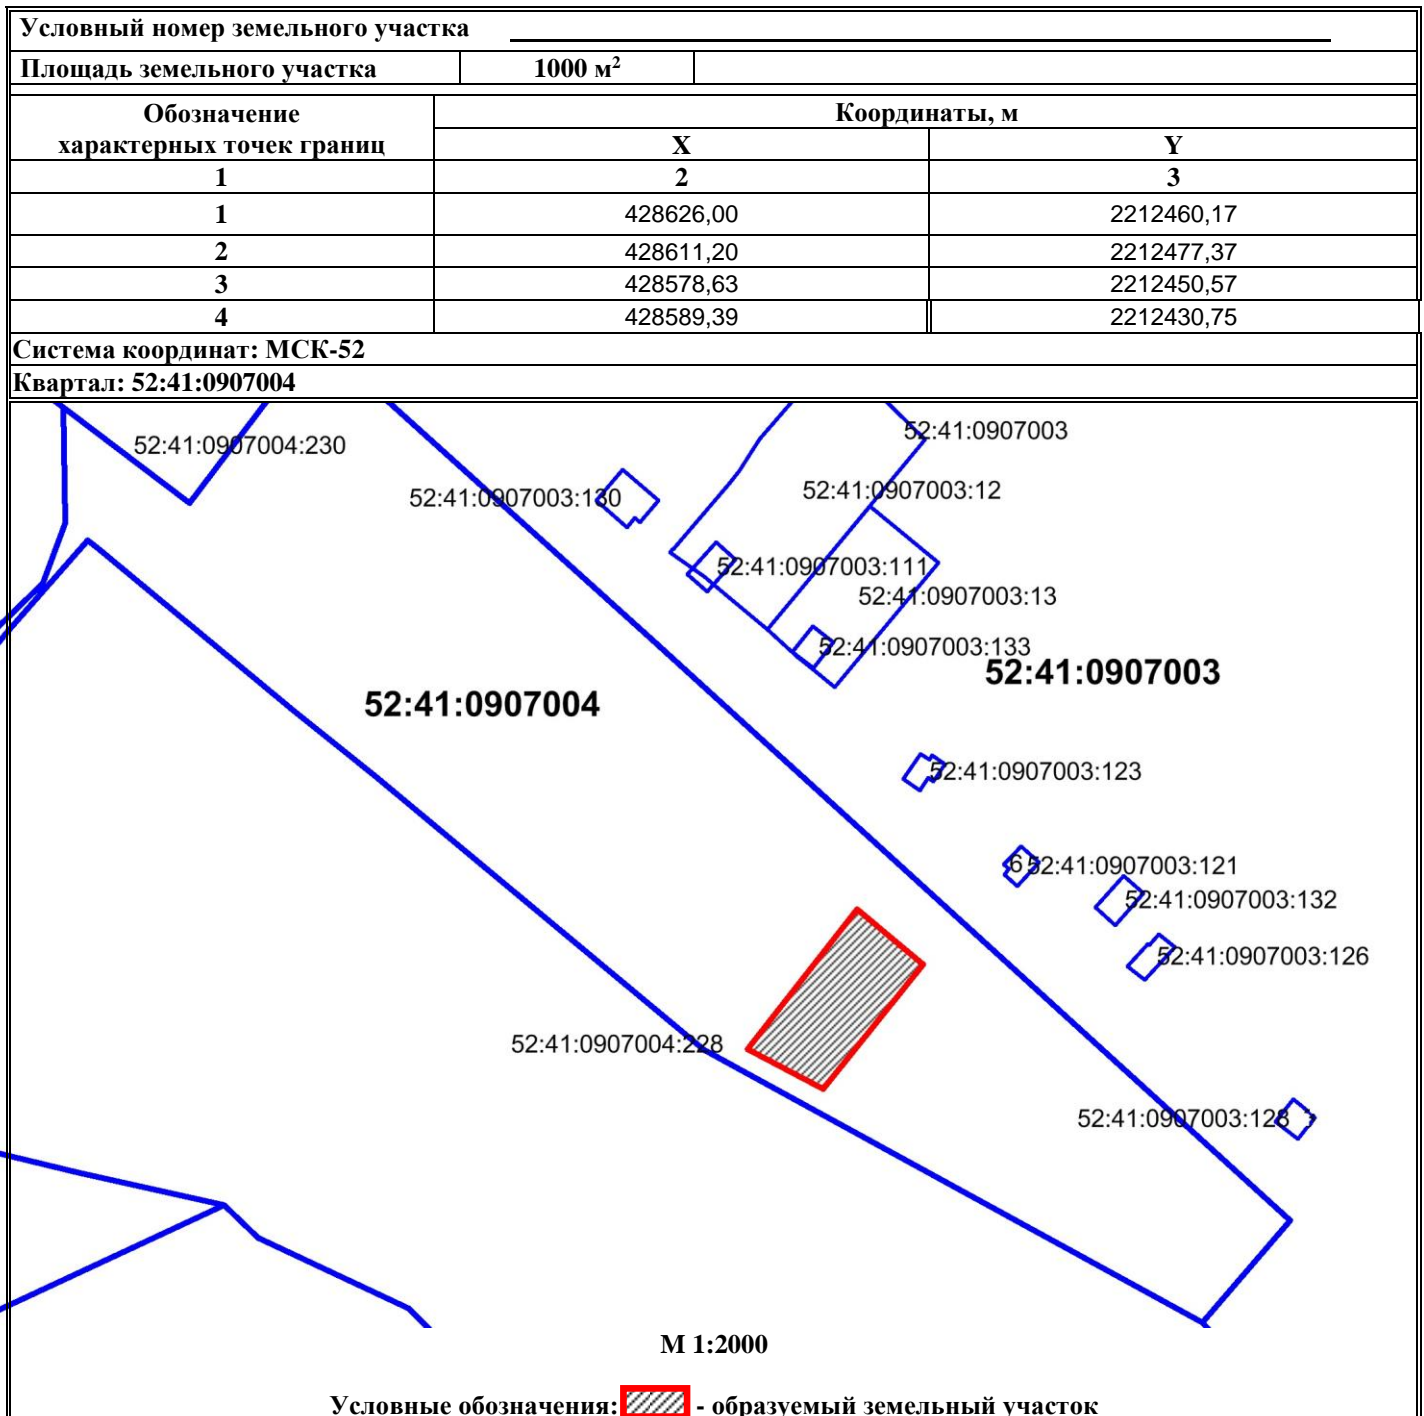 Условный номер земельного участка
Площадь земельного участка 1000 м²
Обозначение характерных точек границ Координаты, м
X Y
1 2 3
1 428626,00 2212460,17
2 428611,20 2212477,37
3 428578,63 2212450,57
4 428589,39 2212430,75
Система координат: МСК-52
Квартал: 52:41:0907004
52:41:0907003
52:41:0907004:230
52:41:0907003:12
52:41:0907003:130
52:41:0907003:111
52:41:0907003:13
52:41:0907003:133
52:41:0907003
52:41:0907004
52:41:0907003:123
6 52:41:0907003:121
52:41:0907003:132
52:41:0907003:126
52:41:0907004:228
52:41:0907003:128
М 1:2000
Условные обозначения: - образуемый земельный участок